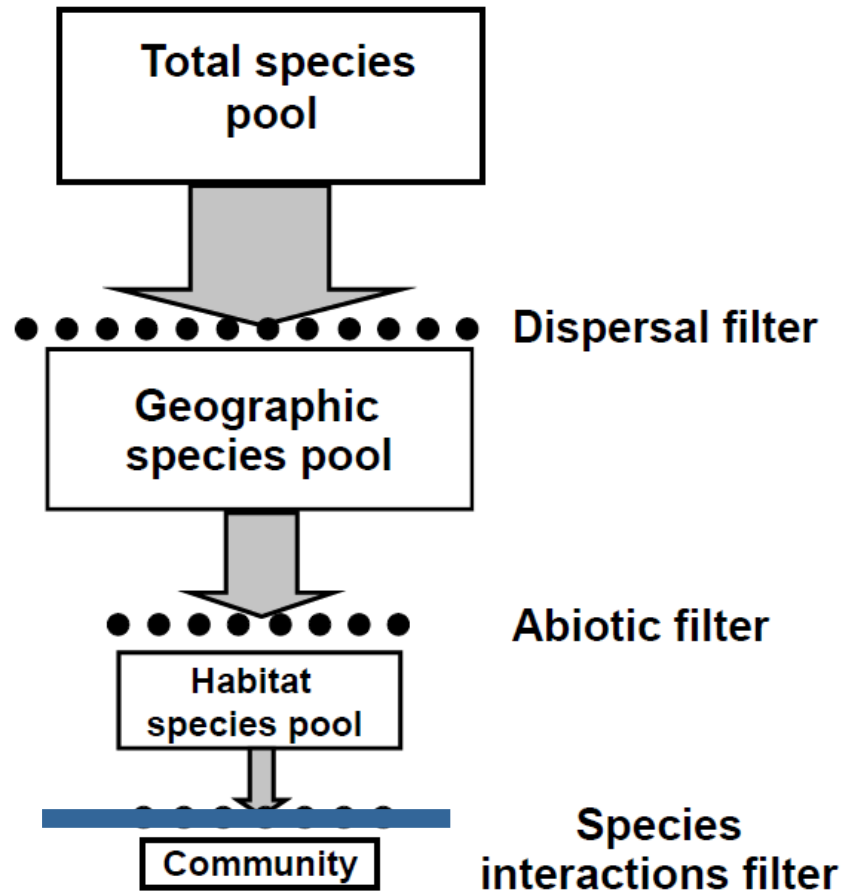 Total species
pool
Dispersal filter
Geographic
species pool
Abiotic filter
Habitat
species pool
Species
interactions filter
Community